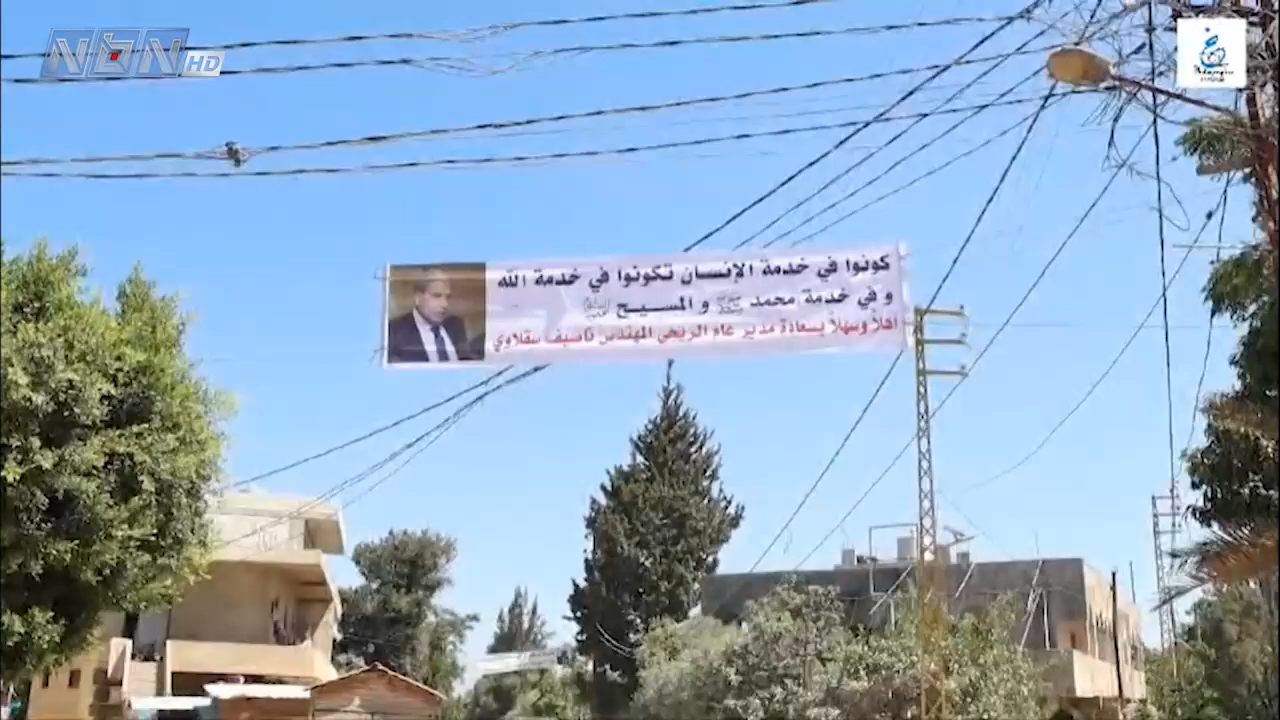 NBN HD
كونوا في خدمة الإنسان تكونوا في خدمة الله
و في خدمة محمد و المسيح
اهلاً وسهلاً بسعادة مدير عام الريجي المهندس ناصيف سقلاوي